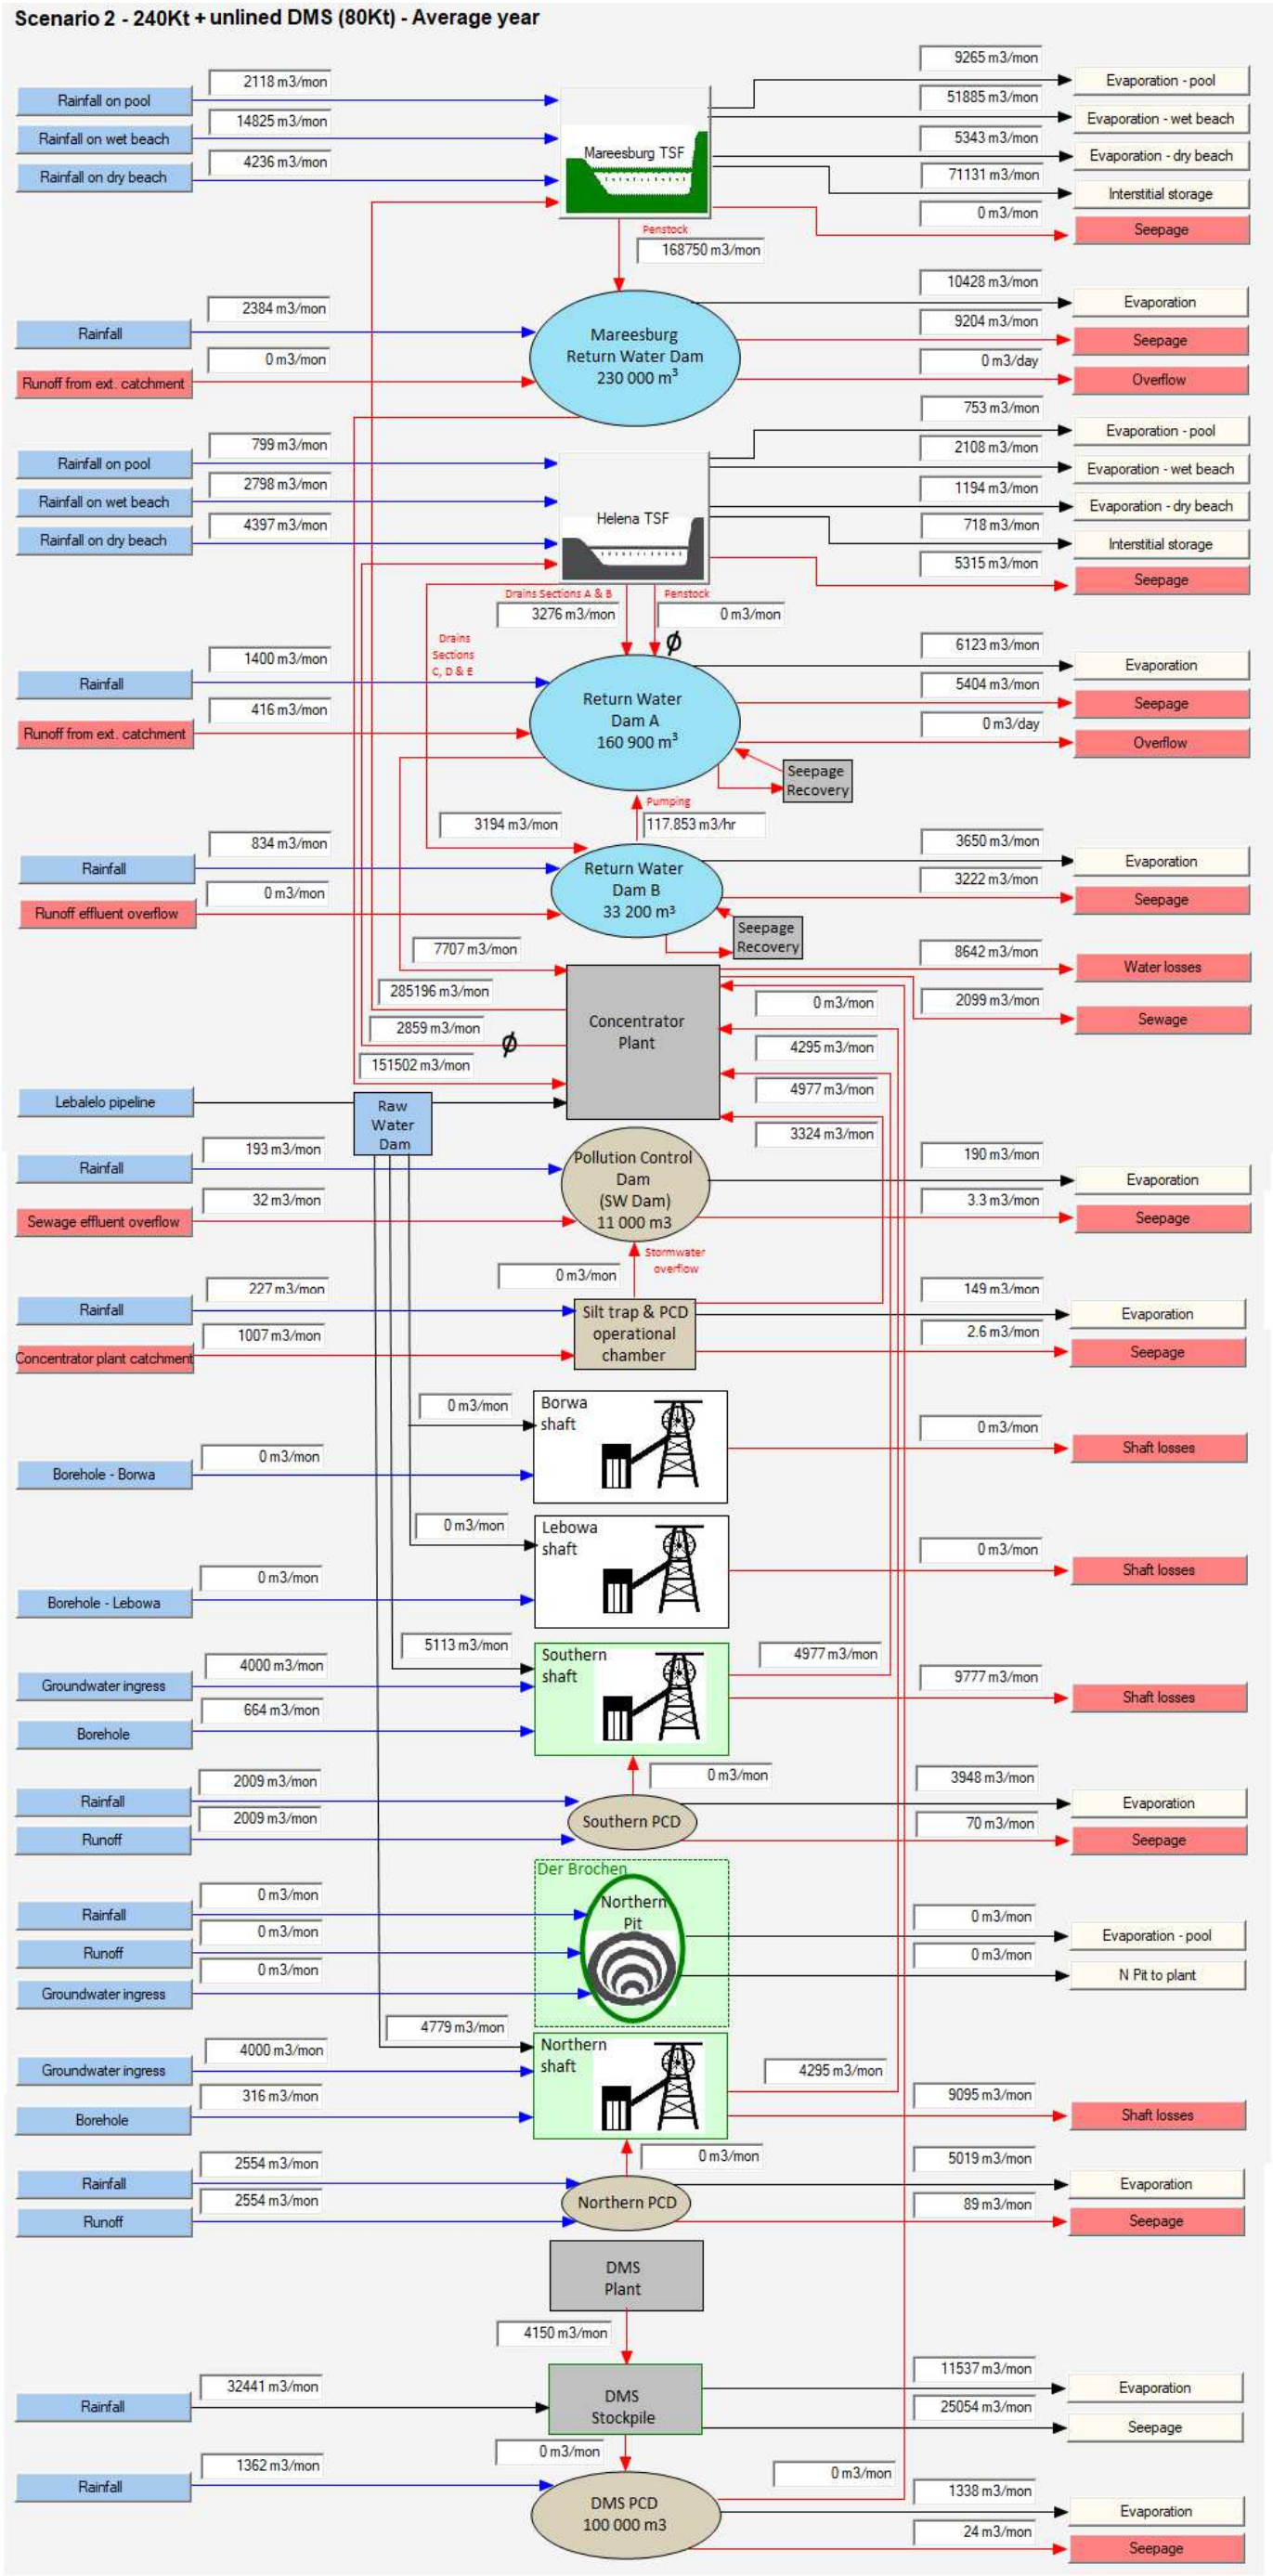 Scenario 2 - 240Kt + unlined DMS (80Kt) - Average year
9265 m3/mon
2118 m3/mon
Evaporation - pool
Rainfall on pool
51885 m3/mon
14825 m3/mon
Evaporation - wet beach
Rainfall on wet beach
5343 m3/mon
Mareesburg TSF
4236 m3/mon
Evaporation - dry beach
Rainfall on dry beach
71131 m3/mon
Interstitial storage
0 m3/mon
Seepage
Penstock
168750 m3/mon
10428 m3/mon
2384 m3/mon
Evaporation
9204 m3/mon
Rainfall
Mareesburg
Return Water Dam
230 000 m³
Seepage
0 m3/mon
0 m3/day
Runoff from ext. catchment
Overflow
753 m3/mon
799 m3/mon
Evaporation - pool
2108 m3/mon
Rainfall on pool
Evaporation - wet beach
2798 m3/mon
1194 m3/mon
Rainfall on wet beach
Evaporation - dry beach
Helena TSF
4397 m3/mon
718 m3/mon
Rainfall on dry beach
Interstitial storage
5315 m3/mon
Seepage
Drains Sections A & B
Penstock
3276 m3/mon
0 m3/mon
Drains
Sections
C, D & E
ϕ
6123 m3/mon
1400 m3/mon
Evaporation
Rainfall
5404 m3/mon
Return Water
Dam A
160 900 m³
Seepage
416 m3/mon
0 m3/day
Runoff from ext. catchment
Overflow
Seepage
Recovery
Pumping
3194 m3/mon
117.853 m3/hr
834 m3/mon
3650 m3/mon
Rainfall
Evaporation
Return Water
Dam B
33 200 m³
0 m3/mon
3222 m3/mon
Seepage
Runoff effluent overflow
Seepage
Recovery
7707 m3/mon
8642 m3/mon
Water losses
285196 m3/mon
0 m3/mon
2099 m3/mon
Concentrator
Plant
Sewage
2859 m3/mon
ϕ
4295 m3/mon
151502 m3/mon
4977 m3/mon
Lebalelo pipeline
Raw
Water
Dam
3324 m3/mon
193 m3/mon
190 m3/mon
Rainfall
Pollution Control
Dam
(SW Dam)
11 000 m3
Evaporation
32 m3/mon
3.3 m3/mon
Sewage effluent overflow
Seepage
Stormwater
overflow
0 m3/mon
227 m3/mon
149 m3/mon
Rainfall
Silt trap & PCD
operational
chamber
Evaporation
1007 m3/mon
2.6 m3/mon
Concentrator plant catchment
Seepage
0 m3/mon
Borwa
shaft
0 m3/mon
Shaft losses
0 m3/mon
Borehole - Borwa
0 m3/mon
Lebowa
shaft
0 m3/mon
Shaft losses
0 m3/mon
Borehole - Lebowa
5113 m3/mon
Southern
shaft
4977 m3/mon
4000 m3/mon
9777 m3/mon
Groundwater ingress
Shaft losses
664 m3/mon
Borehole
0 m3/mon
2009 m3/mon
3948 m3/mon
Rainfall
Evaporation
2009 m3/mon
70 m3/mon
Southern PCD
Runoff
Seepage
Der Brochen
0 m3/mon
Northern
Pit
Rainfall
0 m3/mon
0 m3/mon
Evaporation - pool
Runoff
0 m3/mon
0 m3/mon
N Pit to plant
Groundwater ingress
4779 m3/mon
Northern
shaft
4000 m3/mon
4295 m3/mon
Groundwater ingress
316 m3/mon
9095 m3/mon
Borehole
Shaft losses
0 m3/mon
2554 m3/mon
5019 m3/mon
Rainfall
Evaporation
2554 m3/mon
89 m3/mon
Northern PCD
Runoff
Seepage
DMS
Plant
4150 m3/mon
11537 m3/mon
32441 m3/mon
Evaporation
Rainfall
DMS
Stockpile
25054 m3/mon
Seepage
0 m3/mon
1362 m3/mon
0 m3/mon
Rainfall
1338 m3/mon
DMS PCD
100 000 m3
Evaporation
24 m3/mon
Seepage